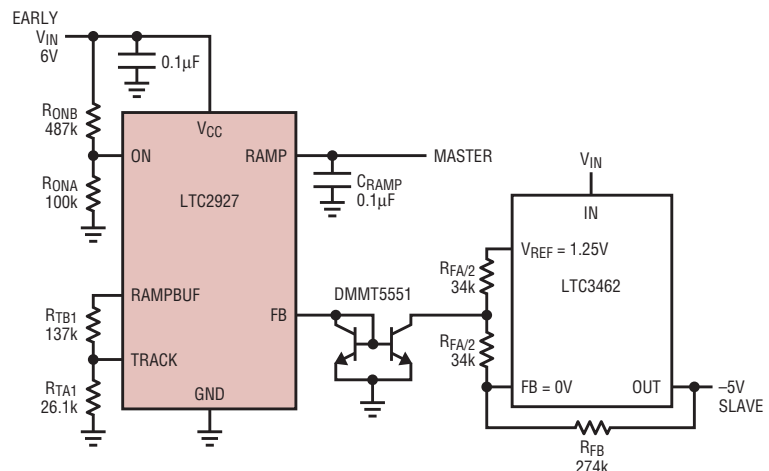 EARLY
VIN
6V
0.1µF
RONB
487k
VCC
ON
RAMP
MASTER
VIN
RONA
100k
LTC2927
CRAMP
0.1µF
IN
VREF = 1.25V
RFA/2
34k
LTC3462
RAMPBUF
FB
DMMT5551
RTB1
137k
RFA/2
34k
TRACK
RTA1
26.1k
GND
FB = 0V
OUT
–5V
SLAVE
RFB
274k